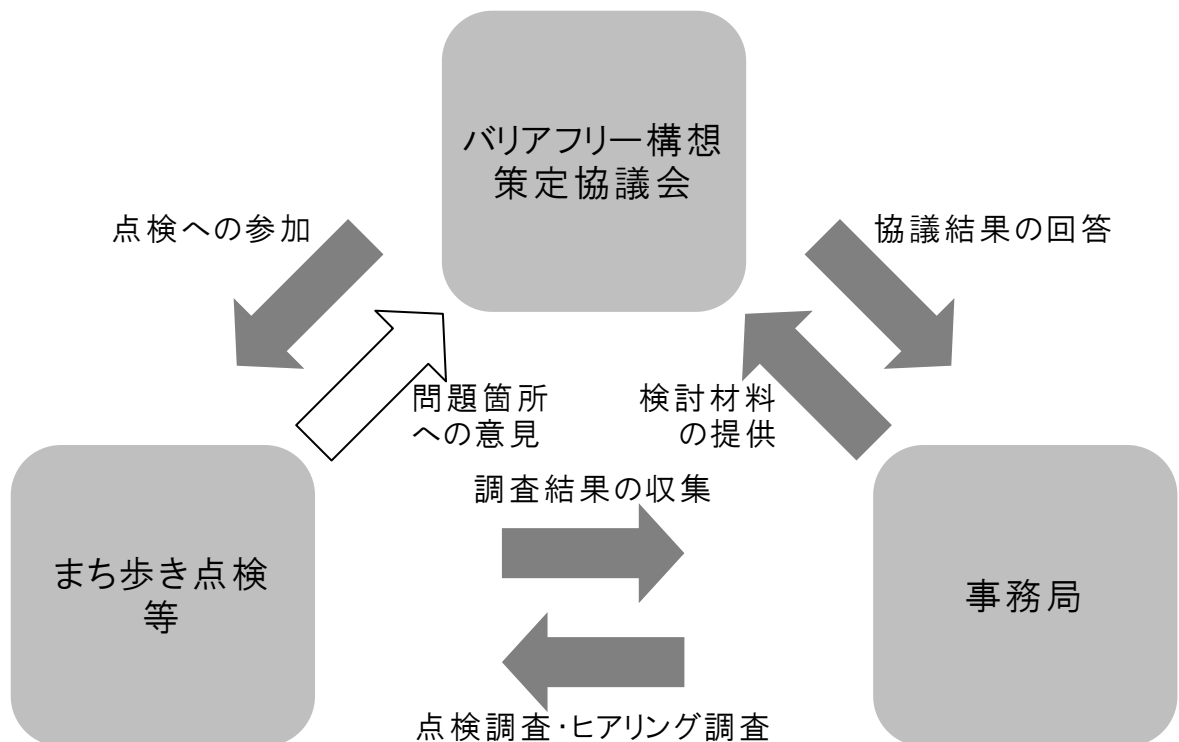 バリアフリー構想
策定協議会
点検への参加
協議結果の回答
問題箇所
への意見
検討材料
の提供
調査結果の収集
まち歩き点検
等
事務局
点検調査・ヒアリング調査